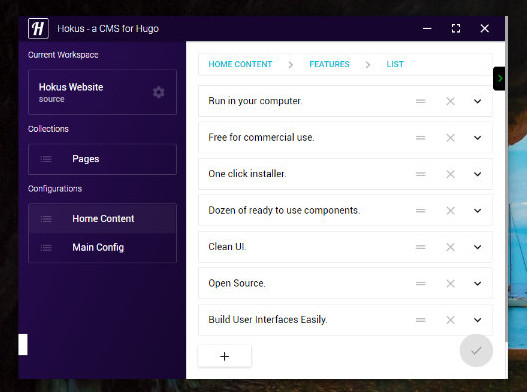 H Hokus - a CMS for Hugo
Current Workspace
Hokus Website
source
Collections
Pages
Configurations
Home Content
Main Config
HOME CONTENT > FEATURES > LIST
Run in your computer.
Free for commercial use.
One click installer.
Dozen of ready to use components.
Clean UI.
Open Source.
Build User Interfaces Easily.